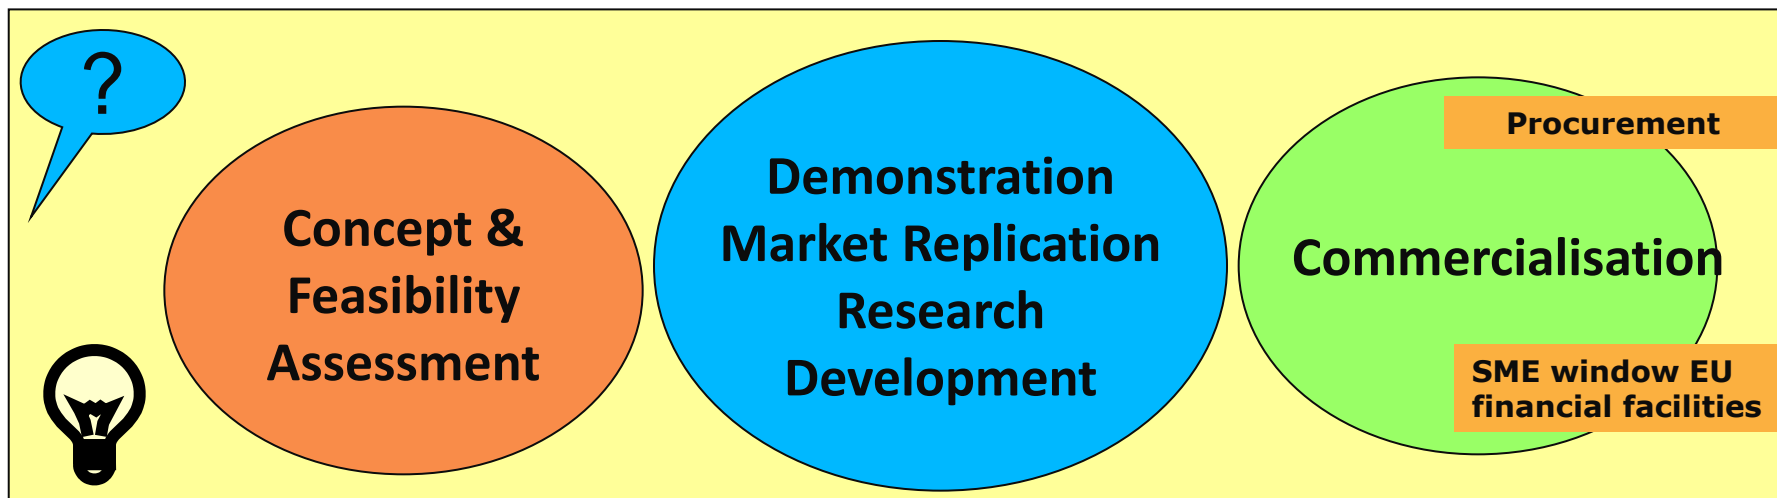 ?
Concept &
Feasibility
Assessment
Demonstration
Market Replication
Research
Development
Commercialisation
Procurement
SME window EU
financial facilities